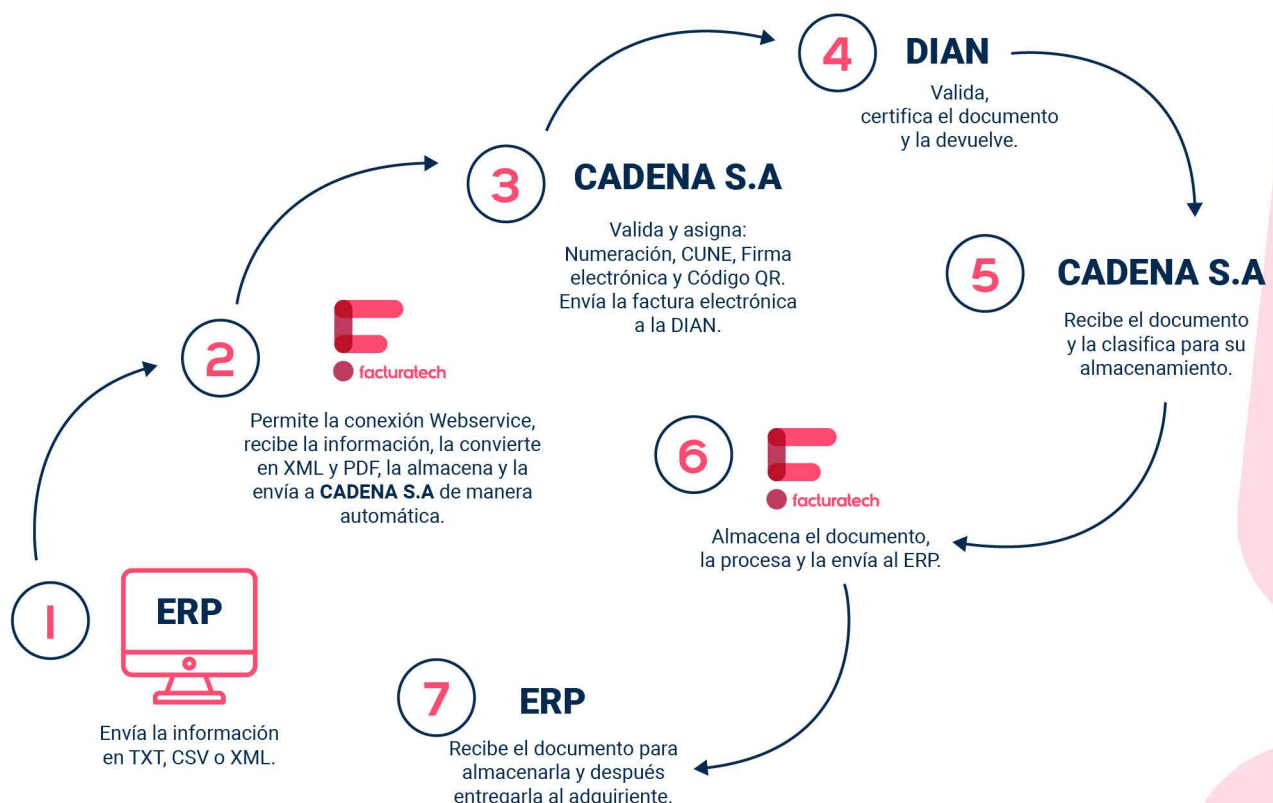 1
ERP
Envía la información
en TXT, CSV o XML.
2
facturatech
Permite la conexión Webservice,
recibe la información, la convierte
en XML y PDF, la almacena y la
envía a CADENA S.A de manera
automática.
3
CADENA S.A
Valida y asigna:
Numeración, CUNE, Firma
electrónica y Código QR.
Envía la factura electrónica
a la DIAN.
4
DIAN
Valida,
certifica el documento
y la devuelve.
5
CADENA S.A
Recibe el documento
y la clasifica para su
almacenamiento.
6
facturatech
Almacena el documento,
la procesa y la envía al ERP.
7
ERP
Recibe el documento para
almacenarla y después
entregarla al adquiriente.